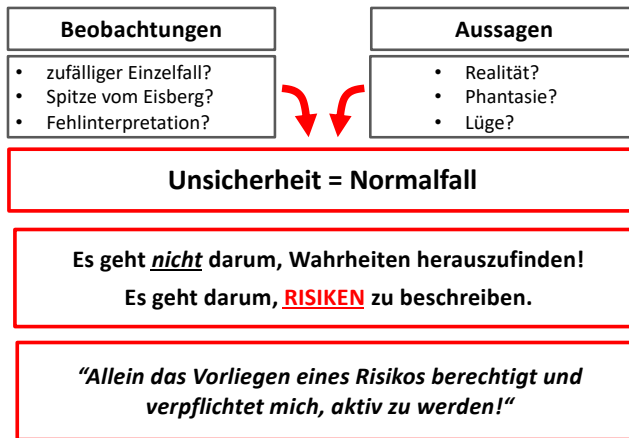 Beobachtungen
• zufälliger Einzelfall?
• Spitze vom Eisberg?
• Fehlinterpretation?
Aussagen
• Realität?
• Phantasie?
• Lüge?
Unsicherheit = Normalfall
Es geht nicht darum, Wahrheiten herauszufinden!
Es geht darum, RISIKEN zu beschreiben.
“Allein das Vorliegen eines Risikos berechtigt und
verpflichtet mich, aktiv zu werden!“